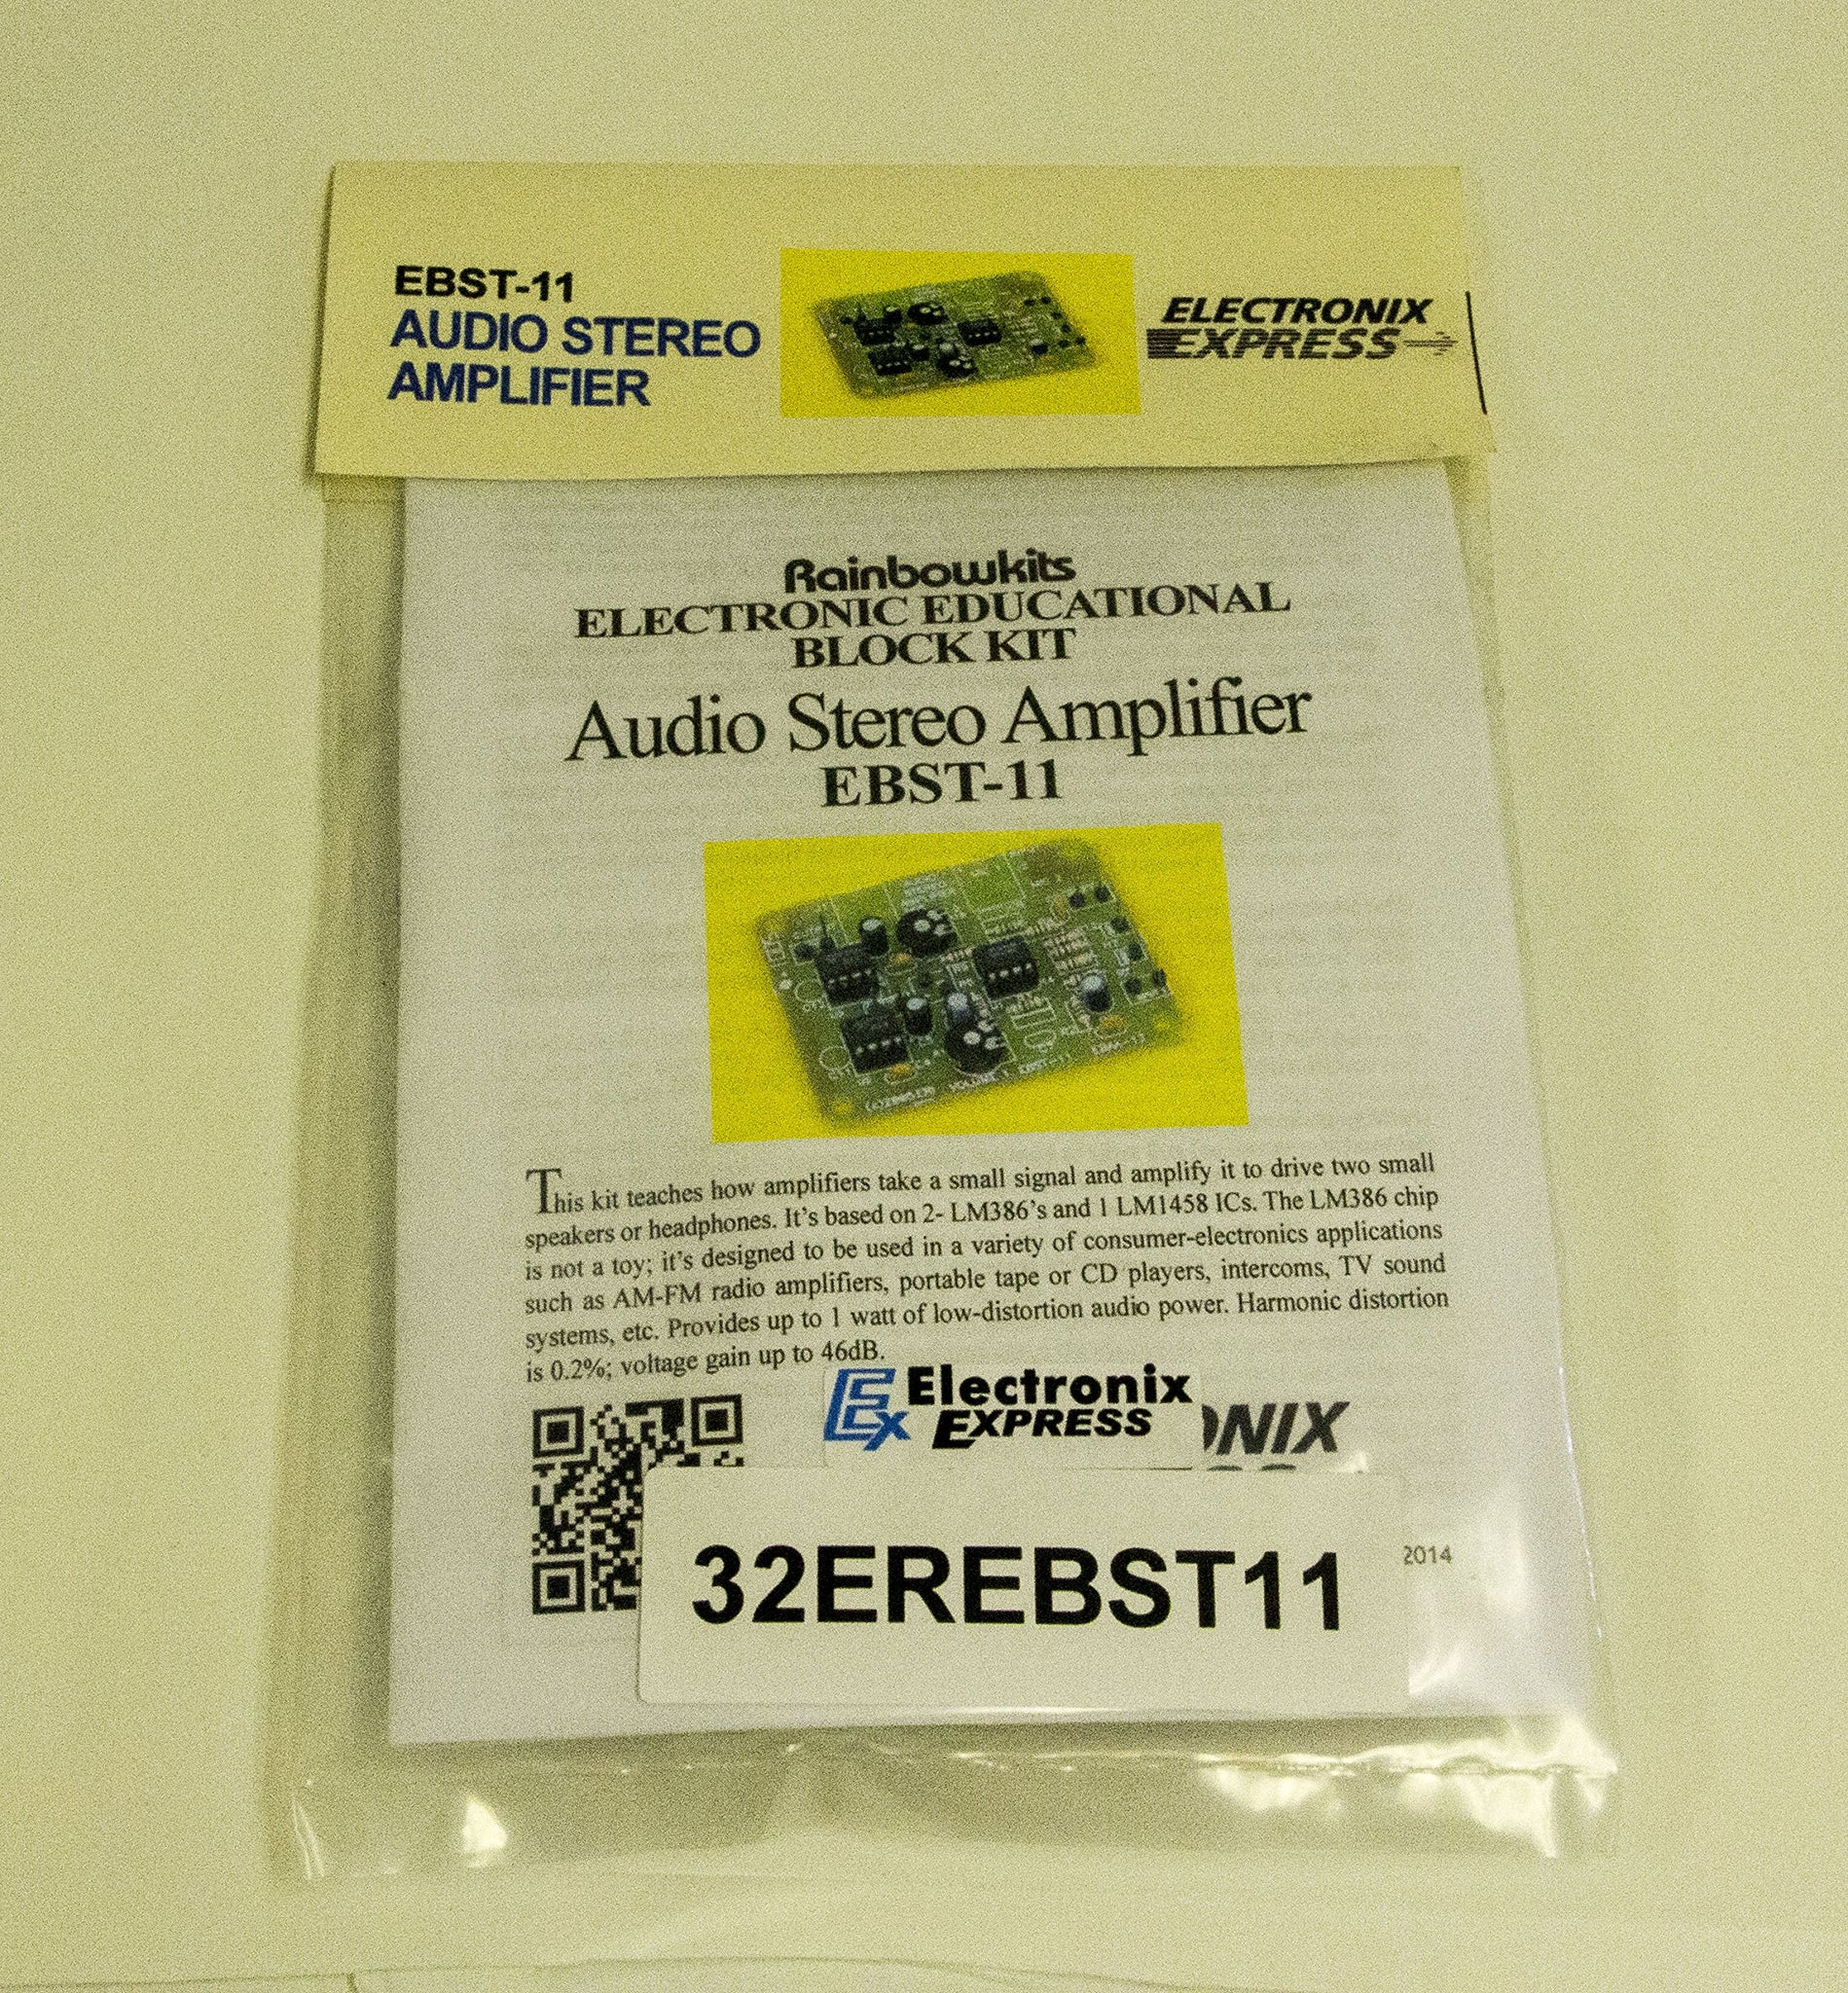 EBST-11
AUDIO STEREO
AMPLIFIER
ELECTRONIX
EXPRESS
Rainbowkits
ELECTRONIC EDUCATIONAL
BLOCK KIT
Audio Stereo Amplifier
EBST-11
VOLUME
EBST-11
This kit teaches how amplifiers take a small signal and amplify it to drive two small
speakers or headphones. It's based on 2- LM386's and 1 LM1458 ICs. The LM386 chip
is not a toy; it's designed to be used in a variety of consumer-electronics applications
such as AM-FM radio amplifiers, portable tape or CD players, intercoms, TV sound
systems, etc. Provides up to 1 watt of low-distortion audio power. Harmonic distortion
is 0.2%; voltage gain up to 46dB.
Ex Electronix
EXPRESS
ONIX
32EREBST11
2014